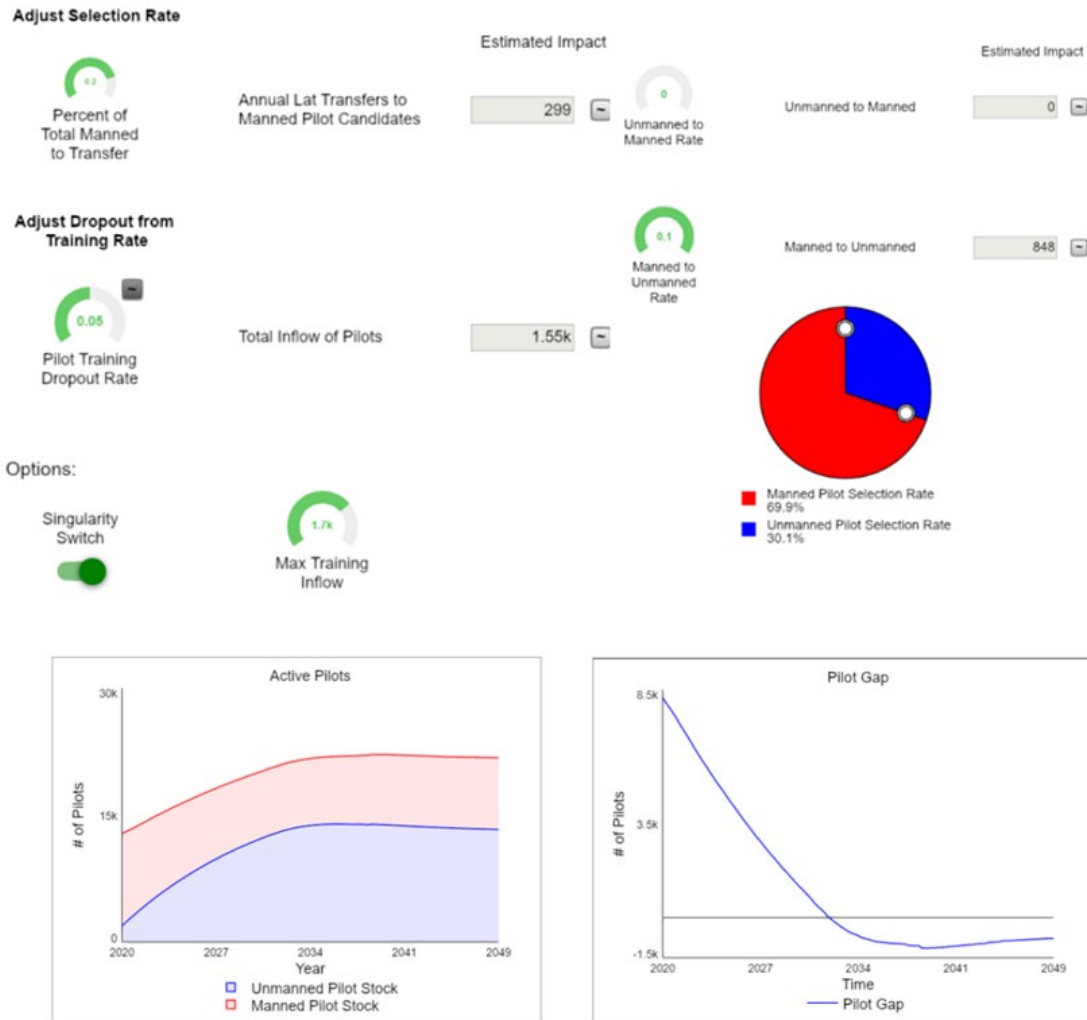 Adjust Selection Rate
Estimated Impact
Estimated Impact
0.2
Percent of
Total Manned
to Transfer
Annual Lat Transfers to
Manned Pilot Candidates
299
~
0
Unmanned to
Manned Rate
Unmanned to Manned
0
~
Adjust Dropout from
Training Rate
0.1
Manned to
Unmanned
Rate
Manned to Unmanned
848
~
~
0.05
Pilot Training
Dropout Rate
Total Inflow of Pilots
1.55k
~
Manned Pilot Selection Rate
69.9%
Unmanned Pilot Selection Rate
30.1%
Options:
Singularity
Switch
1.7k
Max Training
Inflow
Active Pilots
30k
15k
0
# of Pilots
2020 2027 2034 2041 2049
Year
Unmanned Pilot Stock
Manned Pilot Stock
Pilot Gap
8.5k
3.5k
-1.5k
# of Pilots
2020 2027 2034 2041 2049
Time
Pilot Gap